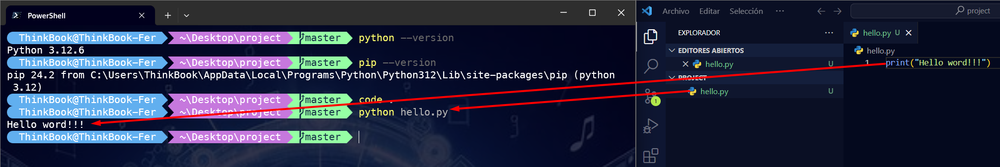 PowerShell
ThinkBook@ThinkBook-Fer ~\Desktop\project master python --version
Python 3.12.6
ThinkBook@ThinkBook-Fer ~\Desktop\project master pip --version
pip 24.2 from C:\Users\ThinkBook\AppData\Local\Programs\Python\Python312\Lib\site-packages\pip (python
3.12)
ThinkBook@ThinkBook-Fer ~\Desktop\project master code .
ThinkBook@ThinkBook-Fer ~\Desktop\project master python hello.py
Hello word!!!
ThinkBook@ThinkBook-Fer ~\Desktop\project master
Archivo Editar Selección ··· project
EXPLORADOR ···
EDITORES ABIERTOS
hello.py U
PROJECT
hello.py U
1
hello.py U
hello.py
1 print("Hello word!!!")